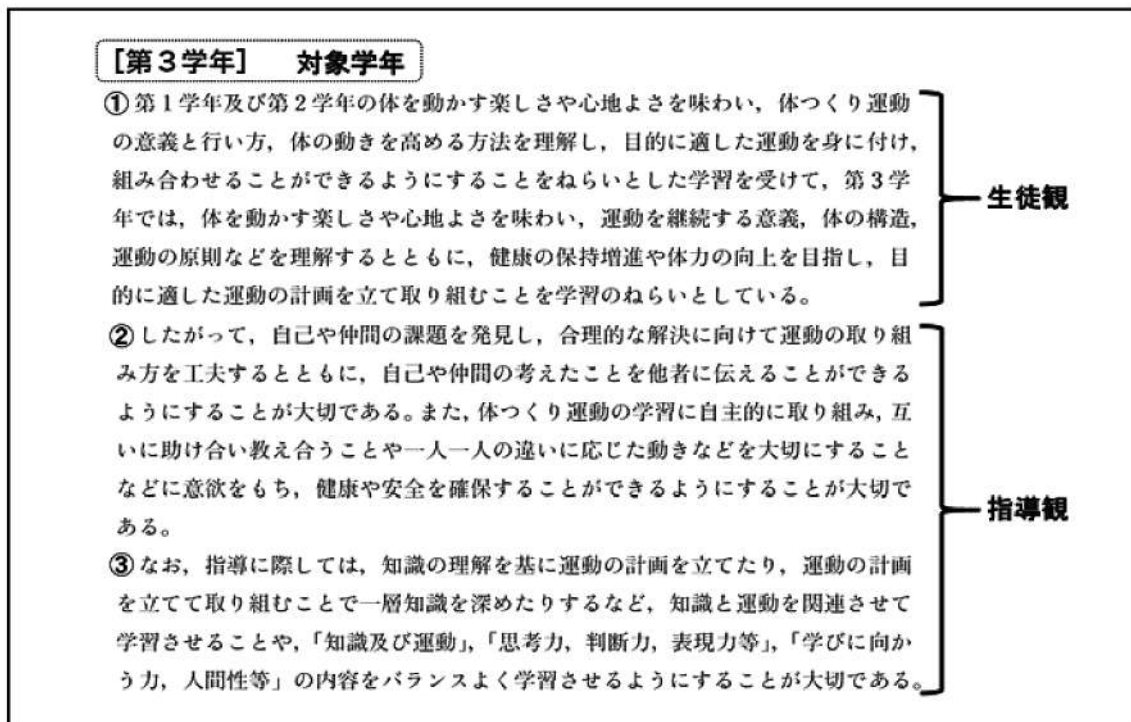 ［第３学年］　対象学年
①第１学年及び第２学年の体を動かす楽しさや心地よさを味わい，体つくり運動
の意義と行い方，体の動きを高める方法を理解し，目的に適した運動を身に付け，
組み合わせることができるようにすることをねらいとした学習を受けて，第３学
年では，体を動かす楽しさや心地よさを味わい，運動を継続する意義，体の構造，
運動の原則などを理解するとともに，健康の保持増進や体力の向上を目指し，目
的に適した運動の計画を立て取り組むことを学習のねらいとしている。
生徒観
②したがって，自己や仲間の課題を発見し，合理的な解決に向けて運動の取り組
み方を工夫するとともに，自己や仲間の考えたことを他者に伝えることができる
ようにすることが大切である。また，体つくり運動の学習に自主的に取り組み，互
いに助け合い教え合うことや一人一人の違いに応じた動きなどを大切にすること
などに意欲をもち，健康や安全を確保することができるようにすることが大切で
ある。
③なお，指導に際しては，知識の理解を基に運動の計画を立てたり，運動の計画
を立てて取り組むことで一層知識を深めたりするなど，知識と運動を関連させて
学習させることや，「知識及び運動」，「思考力，判断力，表現力等」，「学びに向か
う力，人間性等」の内容をバランスよく学習させるようにすることが大切である。
指導観